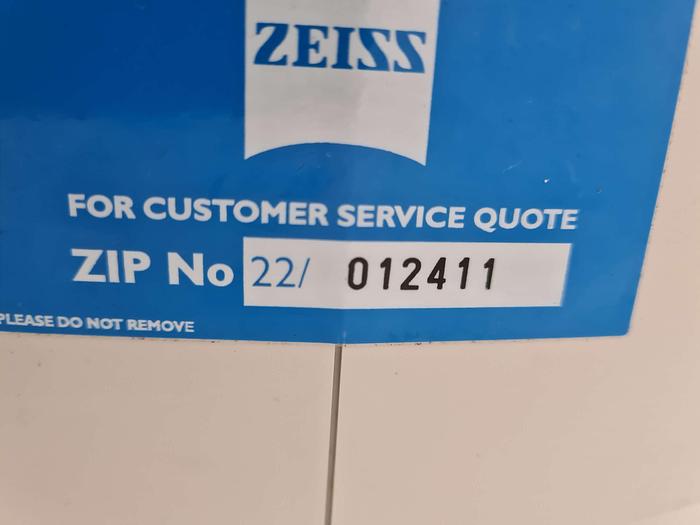 ZEISS
FOR CUSTOMER SERVICE QUOTE
ZIP No 22/ 012411
PLEASE DO NOT REMOVE